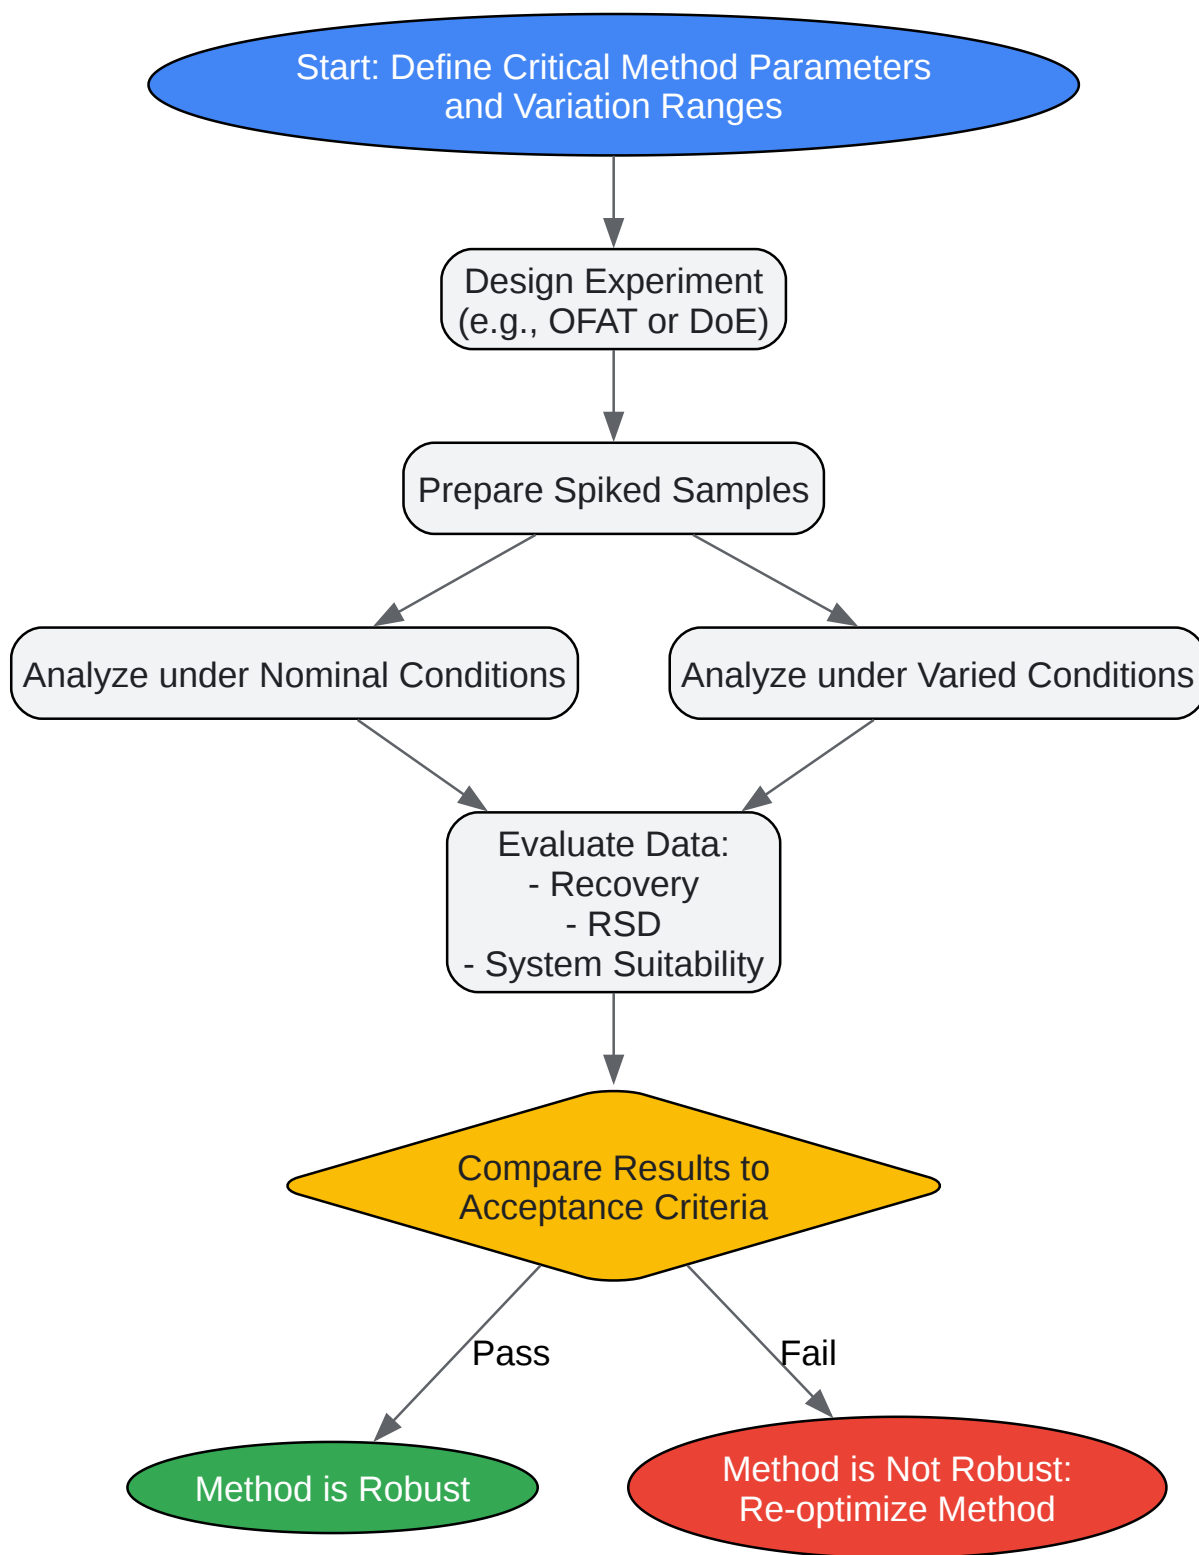 Start: Define Critical Method Parameters
and Variation Ranges
Design Experiment
(e.g., OFAT or DoE)
Prepare Spiked Samples
Analyze under Nominal Conditions
Analyze under Varied Conditions
Evaluate Data:
- Recovery
- RSD
- System Suitability
Compare Results to
Acceptance Criteria
Pass
Fail
Method is Robust
Method is Not Robust:
Re-optimize Method